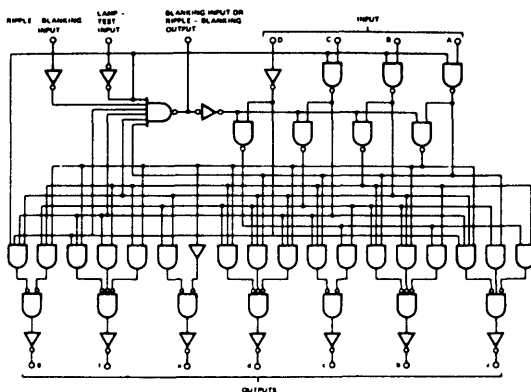 RIPPLE - BLANKING
INPUT
LAMP -
TEST
INPUT
BLANKING INPUT OR
RIPPLE - BLANKING
OUTPUT
INPUT
D
C
B
A
g
f
e
d
c
b
a
OUTPUTS